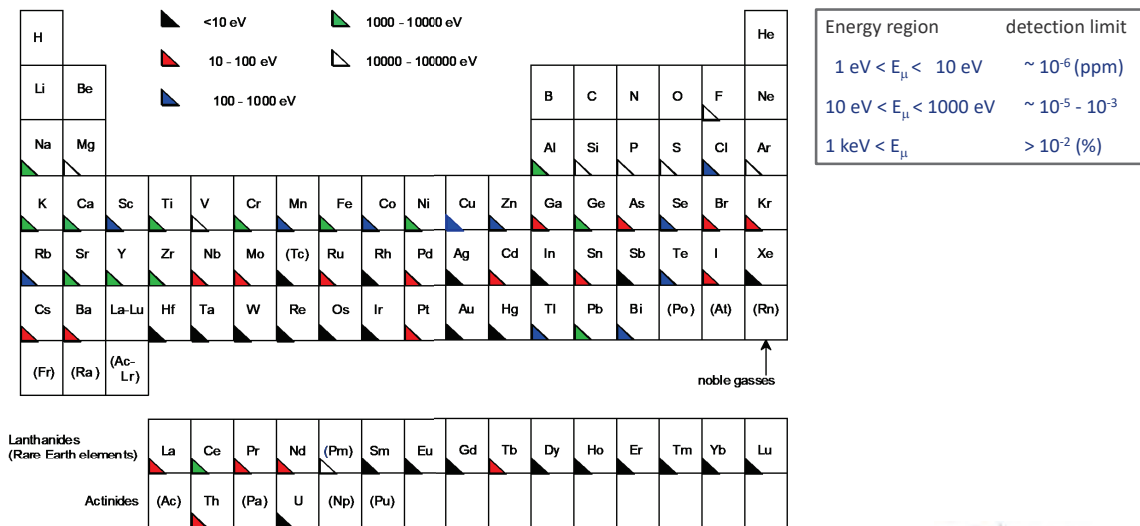 <10 eV
1000 - 10000 eV
10 - 100 eV
10000 - 100000 eV
100 - 1000 eV
Energy region detection limit
1 eV < Eμ < 10 eV ~ 10-6 (ppm)
10 eV < Eμ < 1000 eV ~ 10-5 - 10-3
1 keV < Eμ > 10-2 (%)
H He
Li Be B C N O F Ne
Na Mg Al Si P S Cl Ar
K Ca Sc Ti V Cr Mn Fe Co Ni Cu Zn Ga Ge As Se Br Kr
Rb Sr Y Zr Nb Mo (Tc) Ru Rh Pd Ag Cd In Sn Sb Te I Xe
Cs Ba La-Lu Hf Ta W Re Os Ir Pt Au Hg Tl Pb Bi (Po) (At) (Rn)
(Fr) (Ra) (Ac-
Lr)
noble gasses
Lanthanides
(Rare Earth elements)
La Ce Pr Nd (Pm) Sm Eu Gd Tb Dy Ho Er Tm Yb Lu
Actinides (Ac) Th (Pa) U (Np) (Pu)